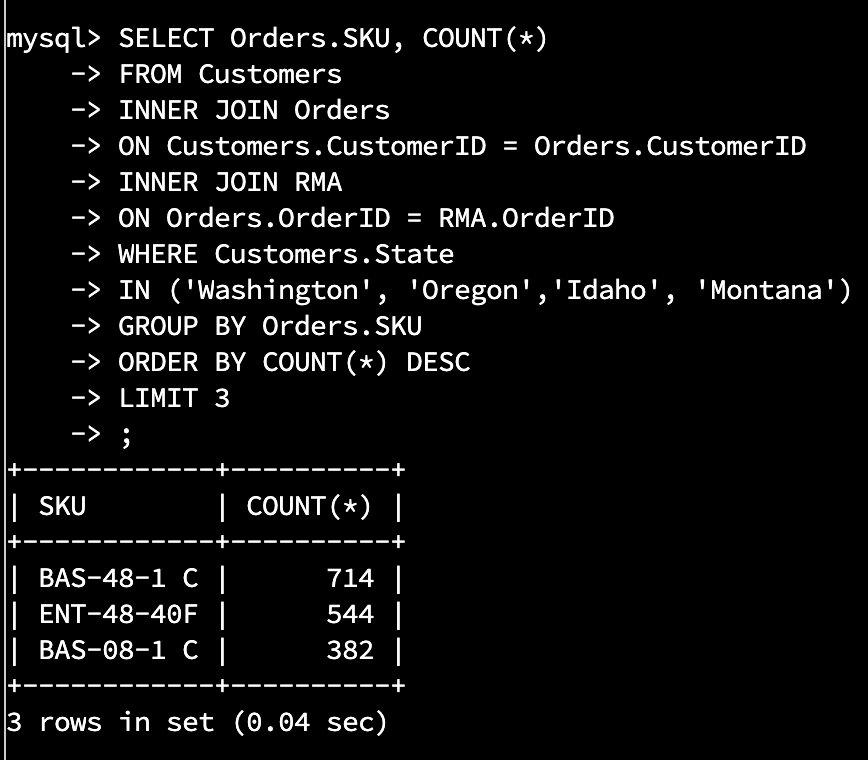 mysql> SELECT Orders.SKU, COUNT(*)
    -> FROM Customers
    -> INNER JOIN Orders
    -> ON Customers.CustomerID = Orders.CustomerID
    -> INNER JOIN RMA
    -> ON Orders.OrderID = RMA.OrderID
    -> WHERE Customers.State
    -> IN ('Washington', 'Oregon','Idaho', 'Montana')
    -> GROUP BY Orders.SKU
    -> ORDER BY COUNT(*) DESC
    -> LIMIT 3
    -> ;
+------------+----------+
| SKU        | COUNT(*) |
+------------+----------+
| BAS-48-1 C |      714 |
| ENT-48-40F |      544 |
| BAS-08-1 C |      382 |
+------------+----------+
3 rows in set (0.04 sec)